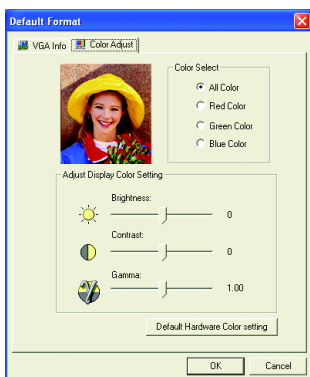 Default Format
VGA Info
Color Adjust
Color Select
All Color
Red Color
Green Color
Blue Color
Adjust Display Color Setting
Brightness:
0
Contrast:
0
Gamma:
1.00
Default Hardware Color setting
OK
Cancel